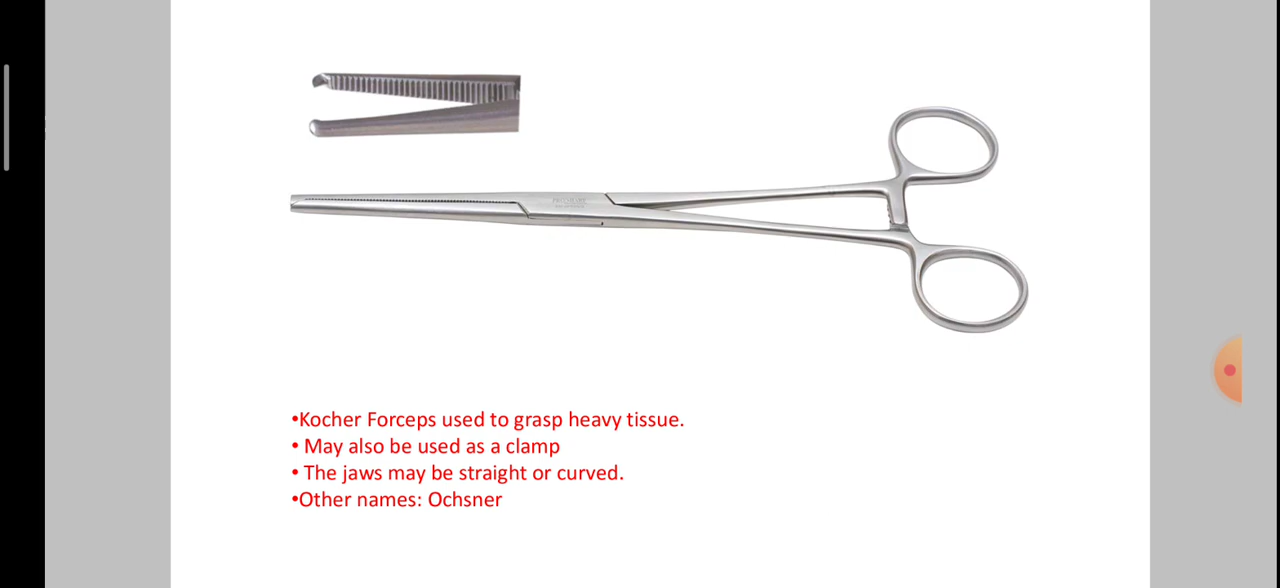 •Kocher Forceps used to grasp heavy tissue.
• May also be used as a clamp
• The jaws may be straight or curved.
•Other names: Ochsner